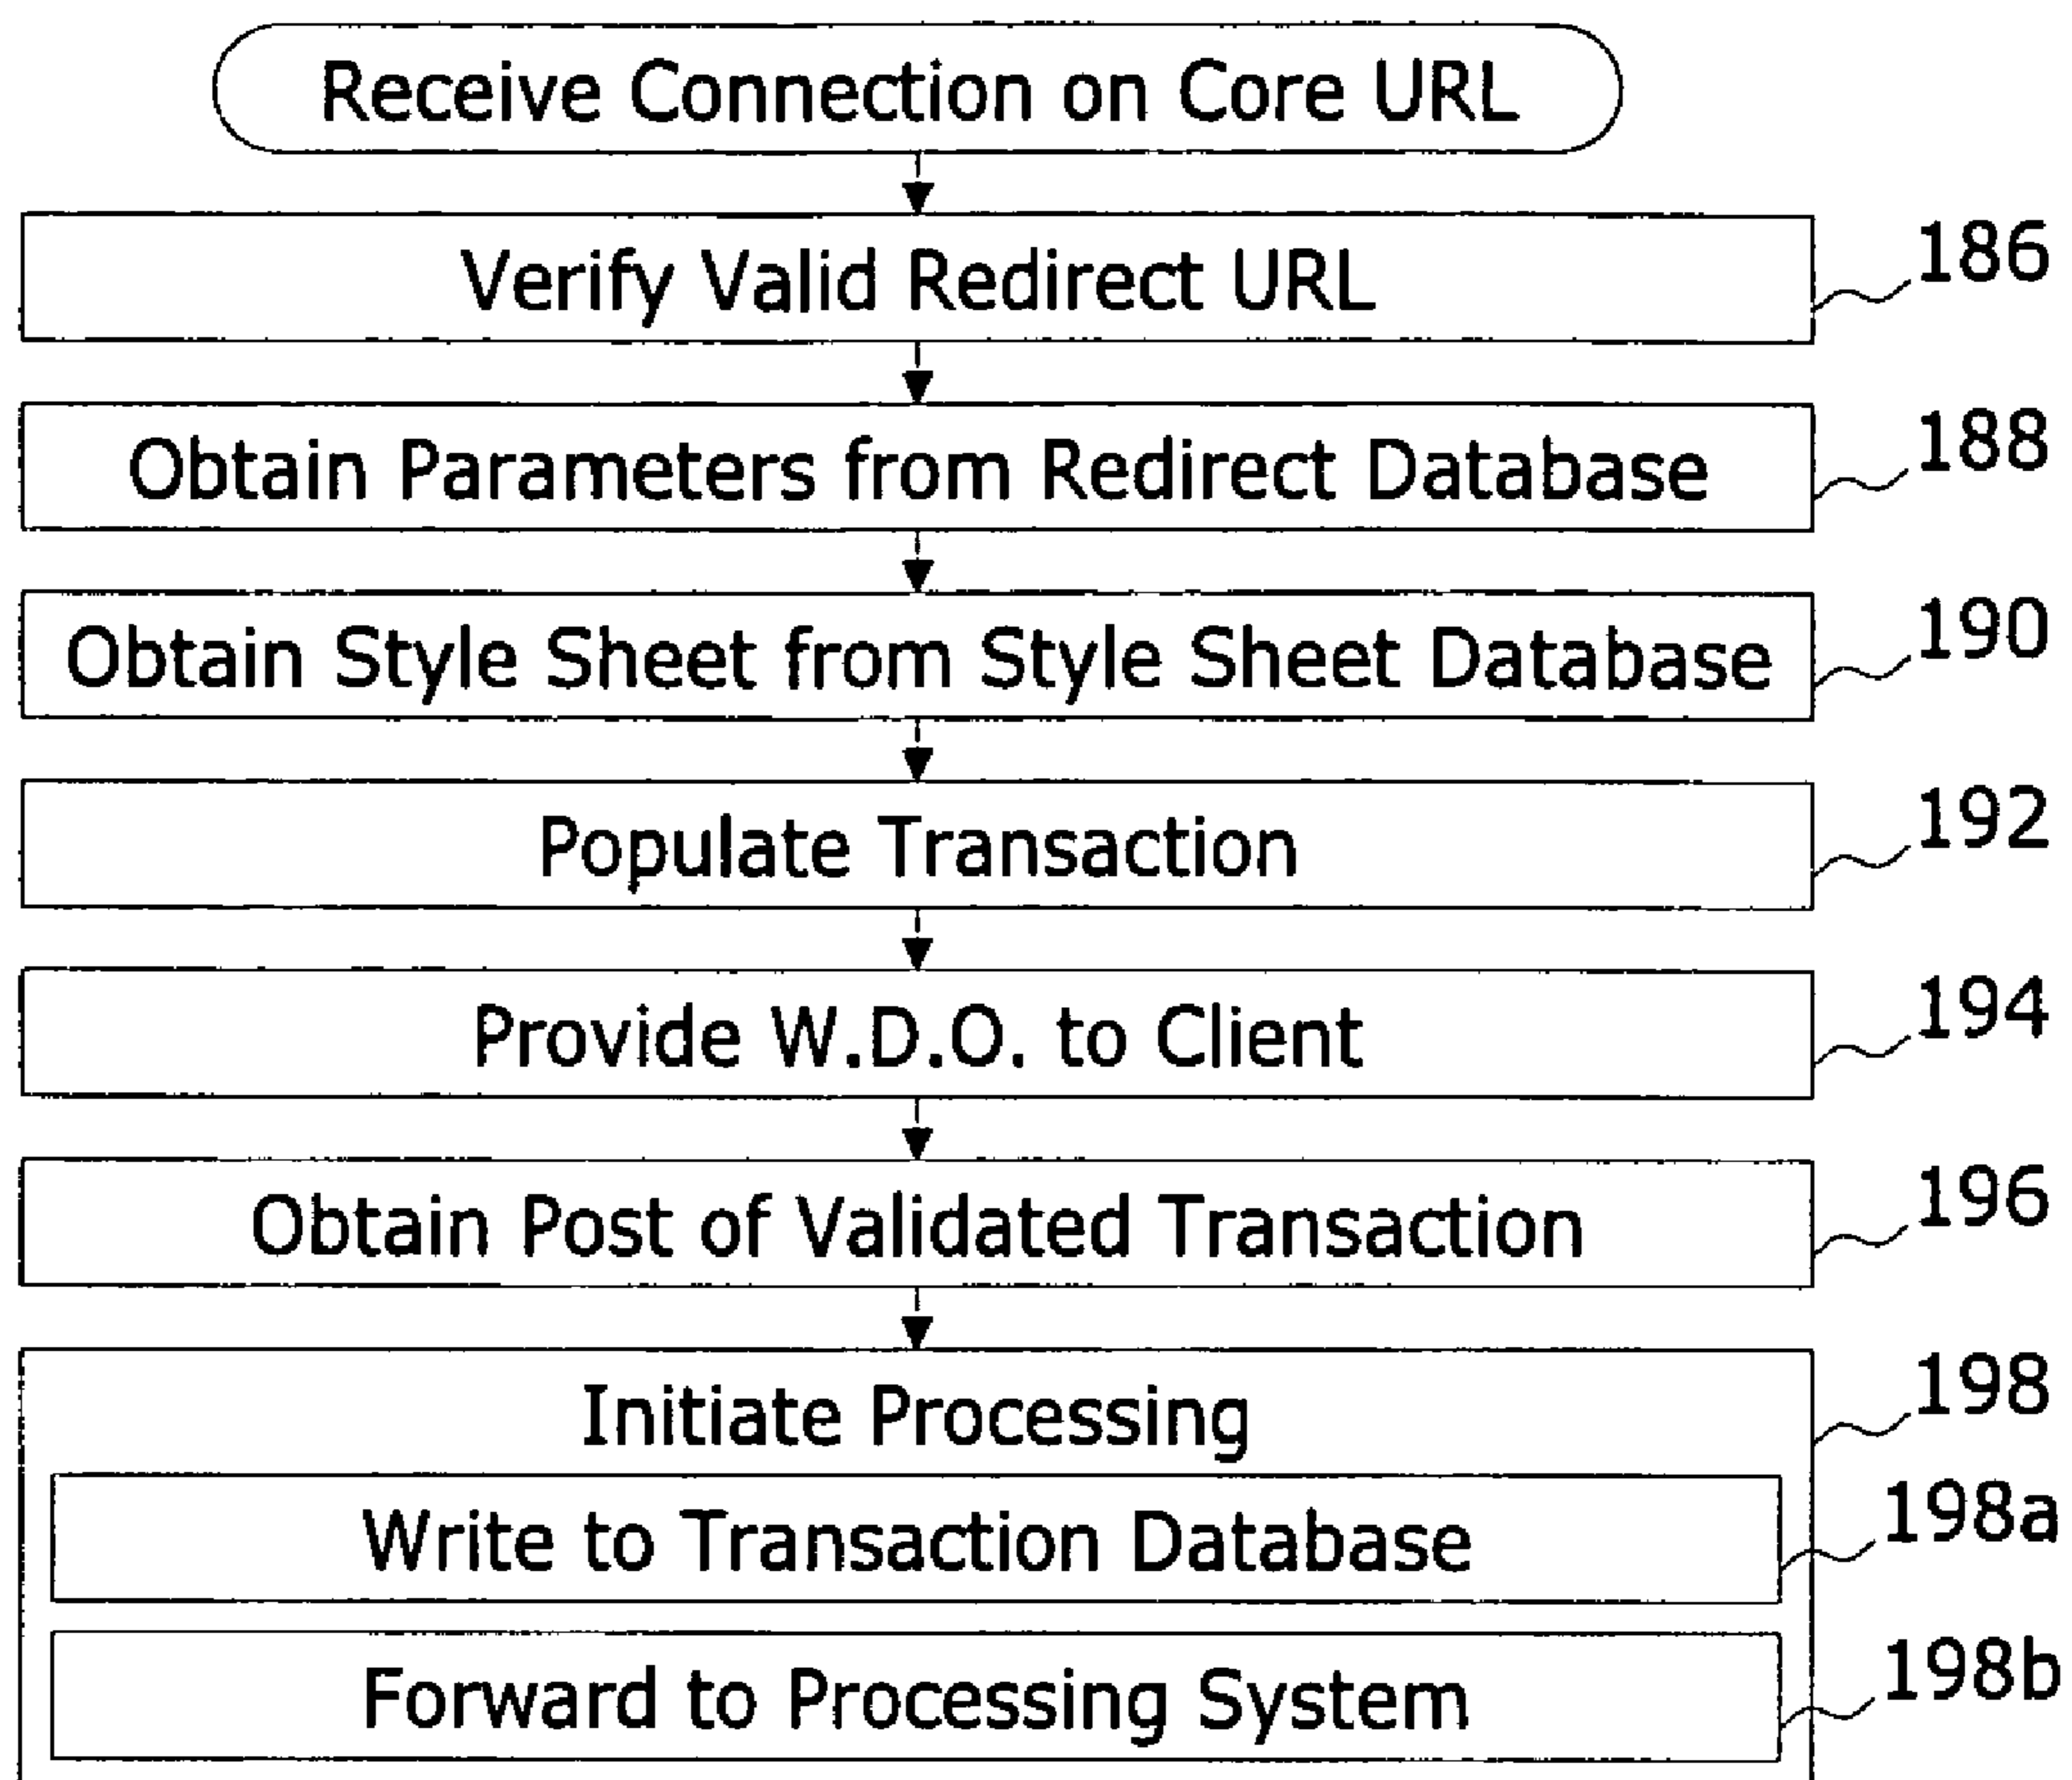 Receive Connection on Core URL
Verify Valid Redirect URL
186
Obtain Parameters from Redirect Database
188
Obtain Style Sheet from Style Sheet Database
190
Populate Transaction
192
Provide W.D.O. to Client
194
Obtain Post of Validated Transaction
196
Initiate Processing
198
Write to Transaction Database
198a
Forward to Processing System
198b